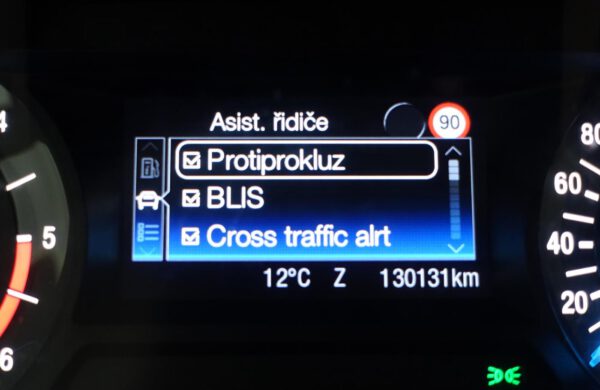 Asist. řidiče
90
Protiprokluz
BLIS
Cross traffic alrt
12°C Z 130131km
4
5
6
80
60
40
20